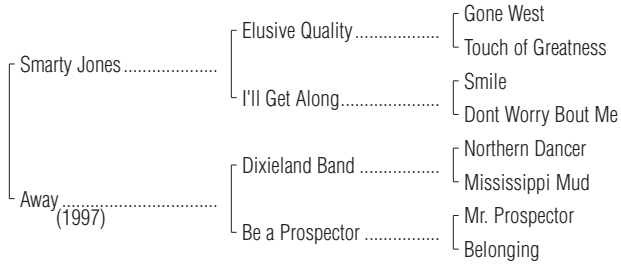 Gone West
Elusive Quality..................
Touch of Greatness
Smarty Jones....................
Smile
I'll Get Along.....................
Dont Worry Bout Me
Northern Dancer
Dixieland Band .................
Mississippi Mud
Away.................................
(1997)
Mr. Prospector
Be a Prospector ................
Belonging